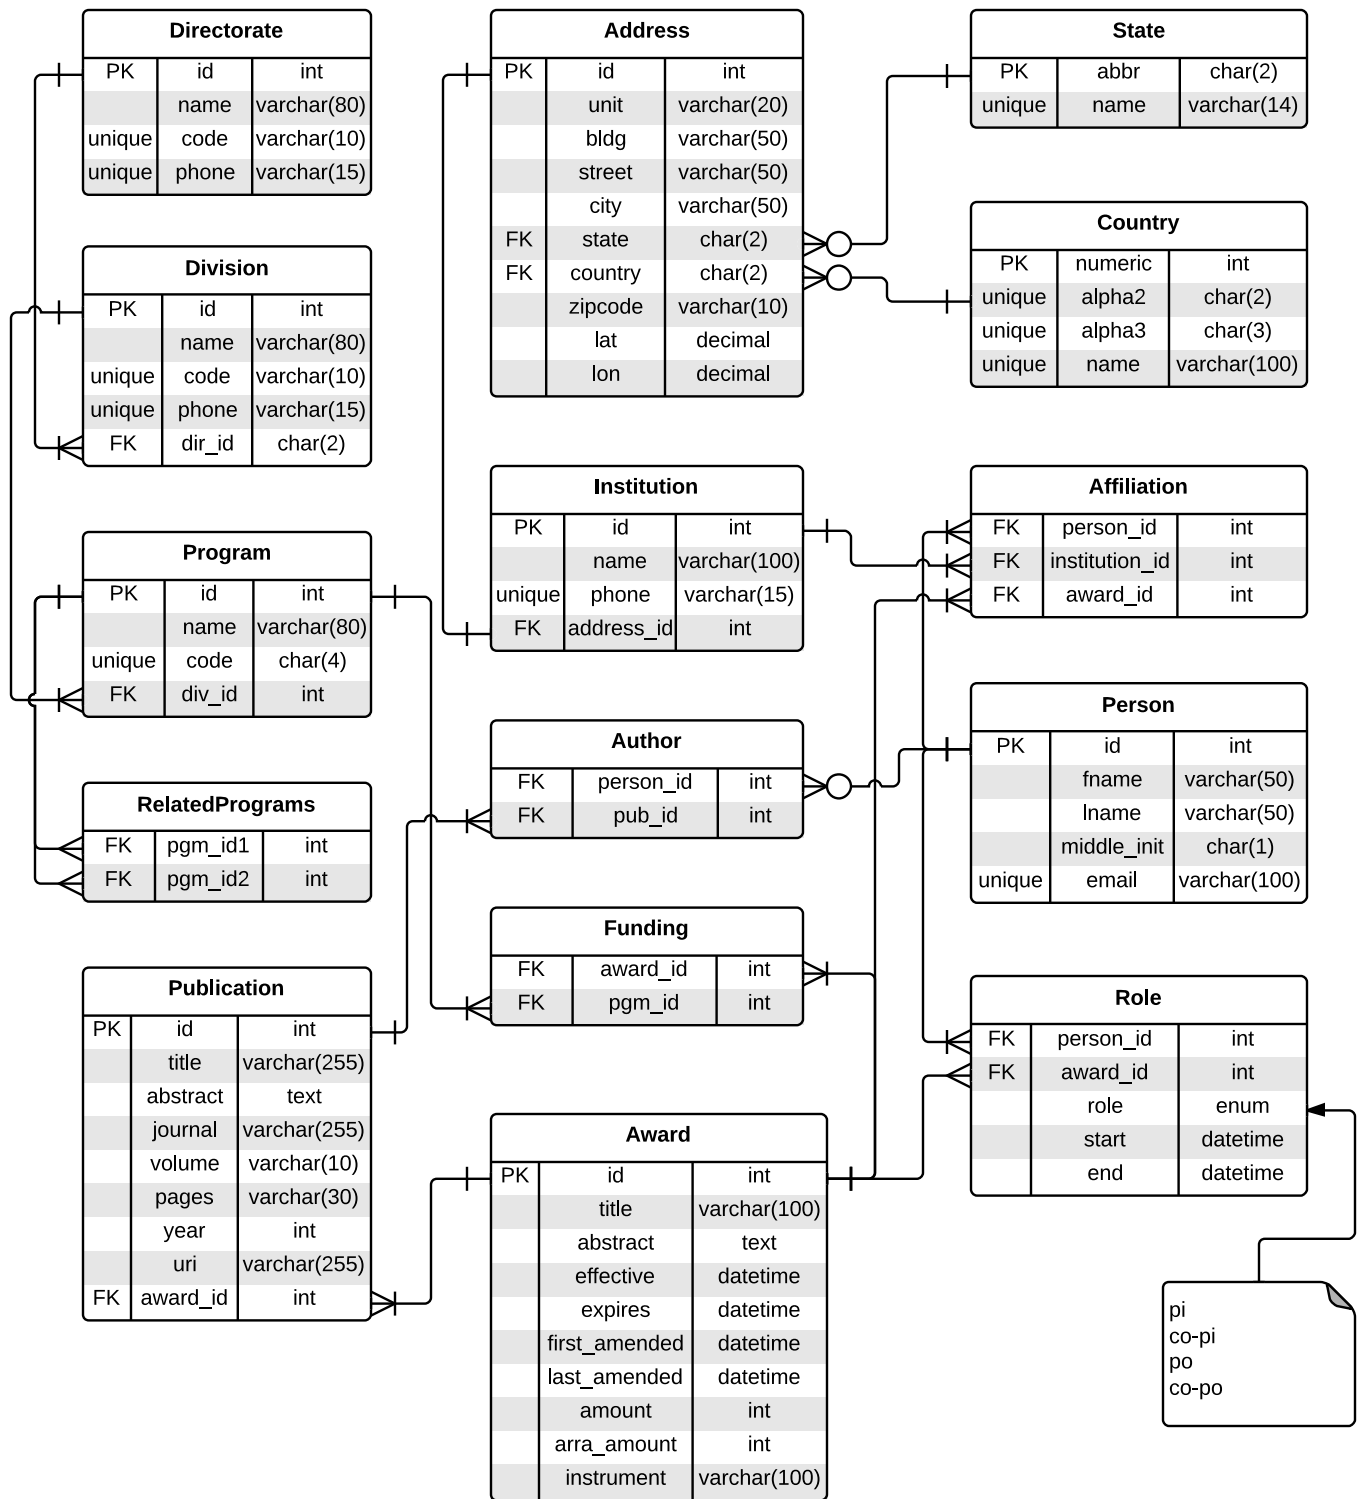 Directorate
PK id int
name varchar(80)
unique code varchar(10)
unique phone varchar(15)
Division
PK id int
name varchar(80)
unique code varchar(10)
unique phone varchar(15)
FK dir_id char(2)
Program
PK id int
name varchar(80)
unique code char(4)
FK div_id int
RelatedPrograms
FK pgm_id1 int
FK pgm_id2 int
Publication
PK id int
title varchar(255)
abstract text
journal varchar(255)
volume varchar(10)
pages varchar(30)
year int
uri varchar(255)
FK award_id int
Address
PK id int
unit varchar(20)
bldg varchar(50)
street varchar(50)
city varchar(50)
FK state char(2)
FK country char(2)
zipcode varchar(10)
lat decimal
lon decimal
Institution
PK id int
name varchar(100)
unique phone varchar(15)
FK address_id int
Author
FK person_id int
FK pub_id int
Funding
FK award_id int
FK pgm_id int
Award
PK id int
title varchar(100)
abstract text
effective datetime
expires datetime
first_amended datetime
last_amended datetime
amount int
arra_amount int
instrument varchar(100)
State
PK abbr char(2)
unique name varchar(14)
Country
PK numeric int
unique alpha2 char(2)
unique alpha3 char(3)
unique name varchar(100)
Affiliation
FK person_id int
FK institution_id int
FK award_id int
Person
PK id int
fname varchar(50)
lname varchar(50)
middle_init char(1)
unique email varchar(100)
Role
FK person_id int
FK award_id int
role enum
start datetime
end datetime
pi
co-pi
po
co-po